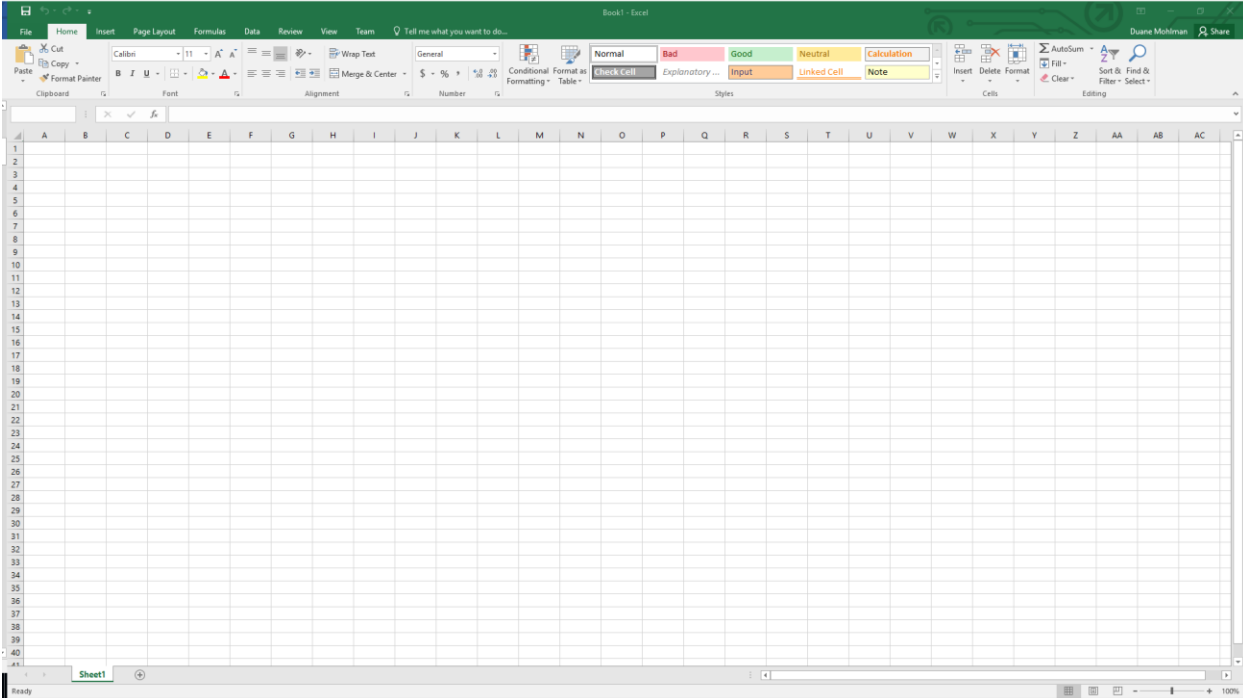 Book1 - Excel
File Home Insert Page Layout Formulas Data Review View Team Tell me what you want to do... Duane Mohlman Share
Cut
Copy
Format Painter
Paste
Clipboard
Calibri 11
B I U A
Font
Wrap Text
Merge & Center
Alignment
General
$ % ,
Number
Conditional Formatting
Format as Table
Normal Bad Good Neutral Calculation
Check Cell Explanatory ... Input Linked Cell Note
Styles
Insert Delete Format
Cells
AutoSum
Fill
Clear
Sort & Filter
Find & Select
Editing
fx
A B C D E F G H I J K L M N O P Q R S T U V W X Y Z AA AB AC
1
2
3
4
5
6
7
8
9
10
11
12
13
14
15
16
17
18
19
20
21
22
23
24
25
26
27
28
29
30
31
32
33
34
35
36
37
38
39
40
41
Sheet1
Ready 100%